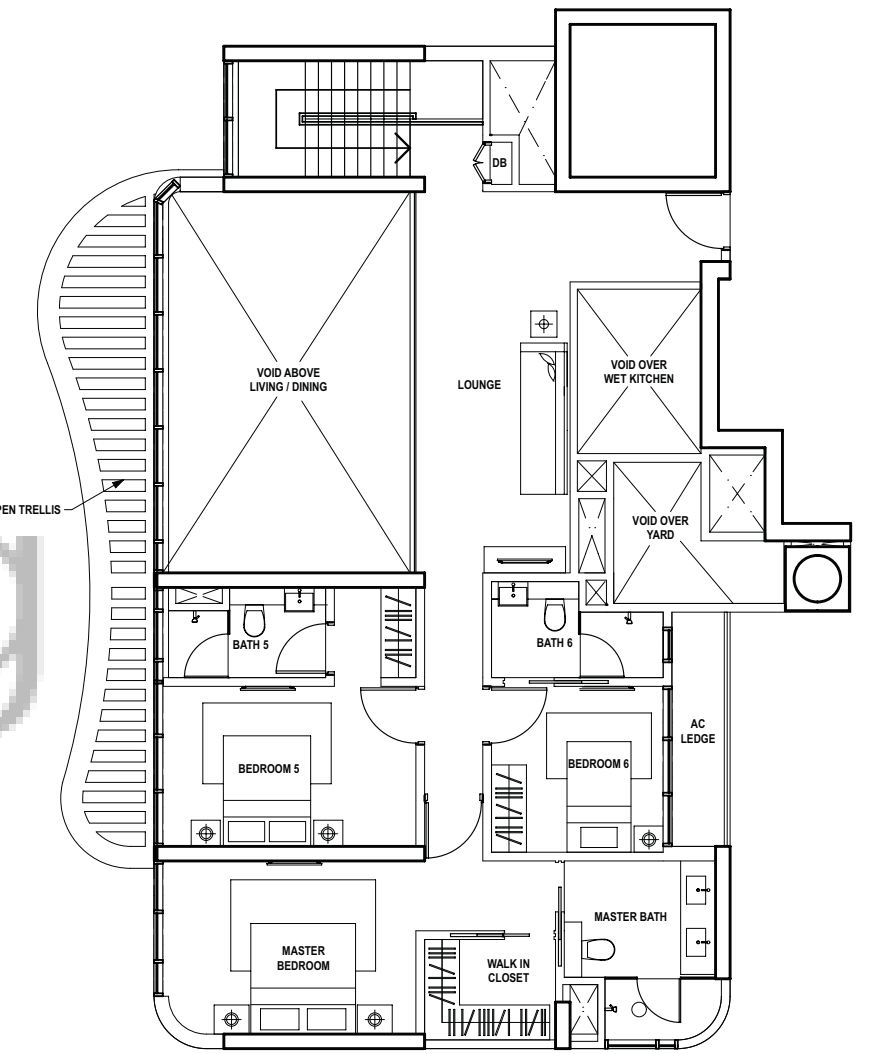 DB
VOID ABOVE
LIVING / DINING
LOUNGE
VOID OVER
WET KITCHEN
PEN TRELLIS
VOID OVER
YARD
BATH 5
BATH 6
AC
LEDGE
BEDROOM 5
BEDROOM 6
MASTER BATH
MASTER
BEDROOM
WALK IN
CLOSET
g